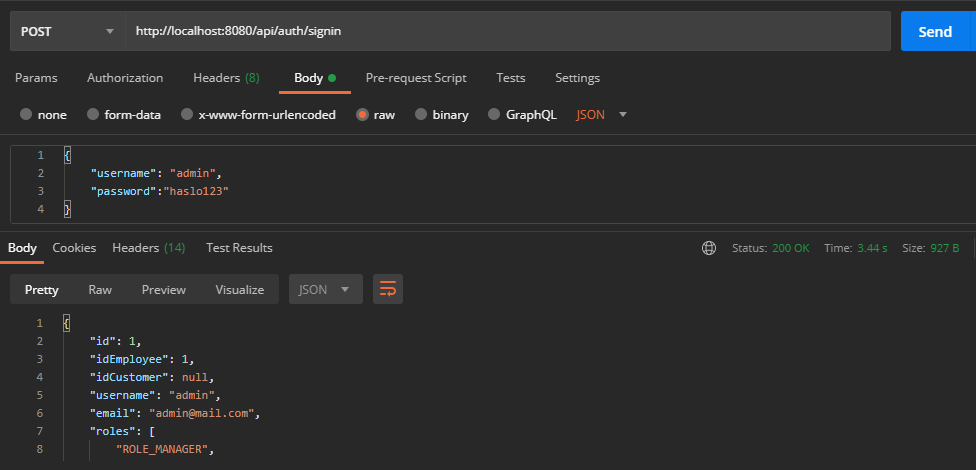 POST http://localhost:8080/api/auth/signin Send
Params Authorization Headers (8) Body Pre-request Script Tests Settings
none form-data x-www-form-urlencoded raw binary GraphQL JSON
1 {
2 "username": "admin",
3 "password":"haslo123"
4 }
Body Cookies Headers (14) Test Results Status: 200 OK Time: 3.44 s Size: 927 B
Pretty Raw Preview Visualize JSON
1 {
2 "id": 1,
3 "idEmployee": 1,
4 "idCustomer": null,
5 "username": "admin",
6 "email": "admin@mail.com",
7 "roles": [
8 "ROLE_MANAGER",